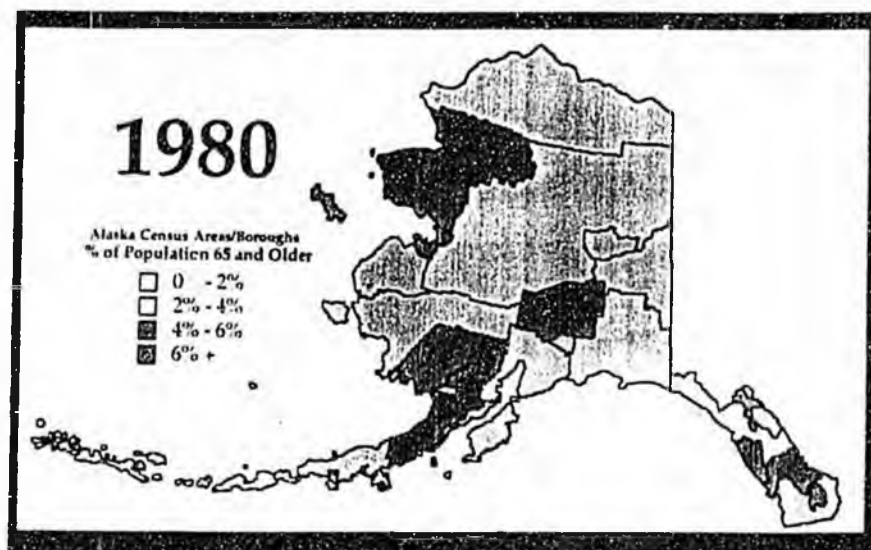 1980
Alaska Census Areas/Boroughs
% of Population 65 and Older
0 - 2%
2% - 4%
4% - 6%
6% +